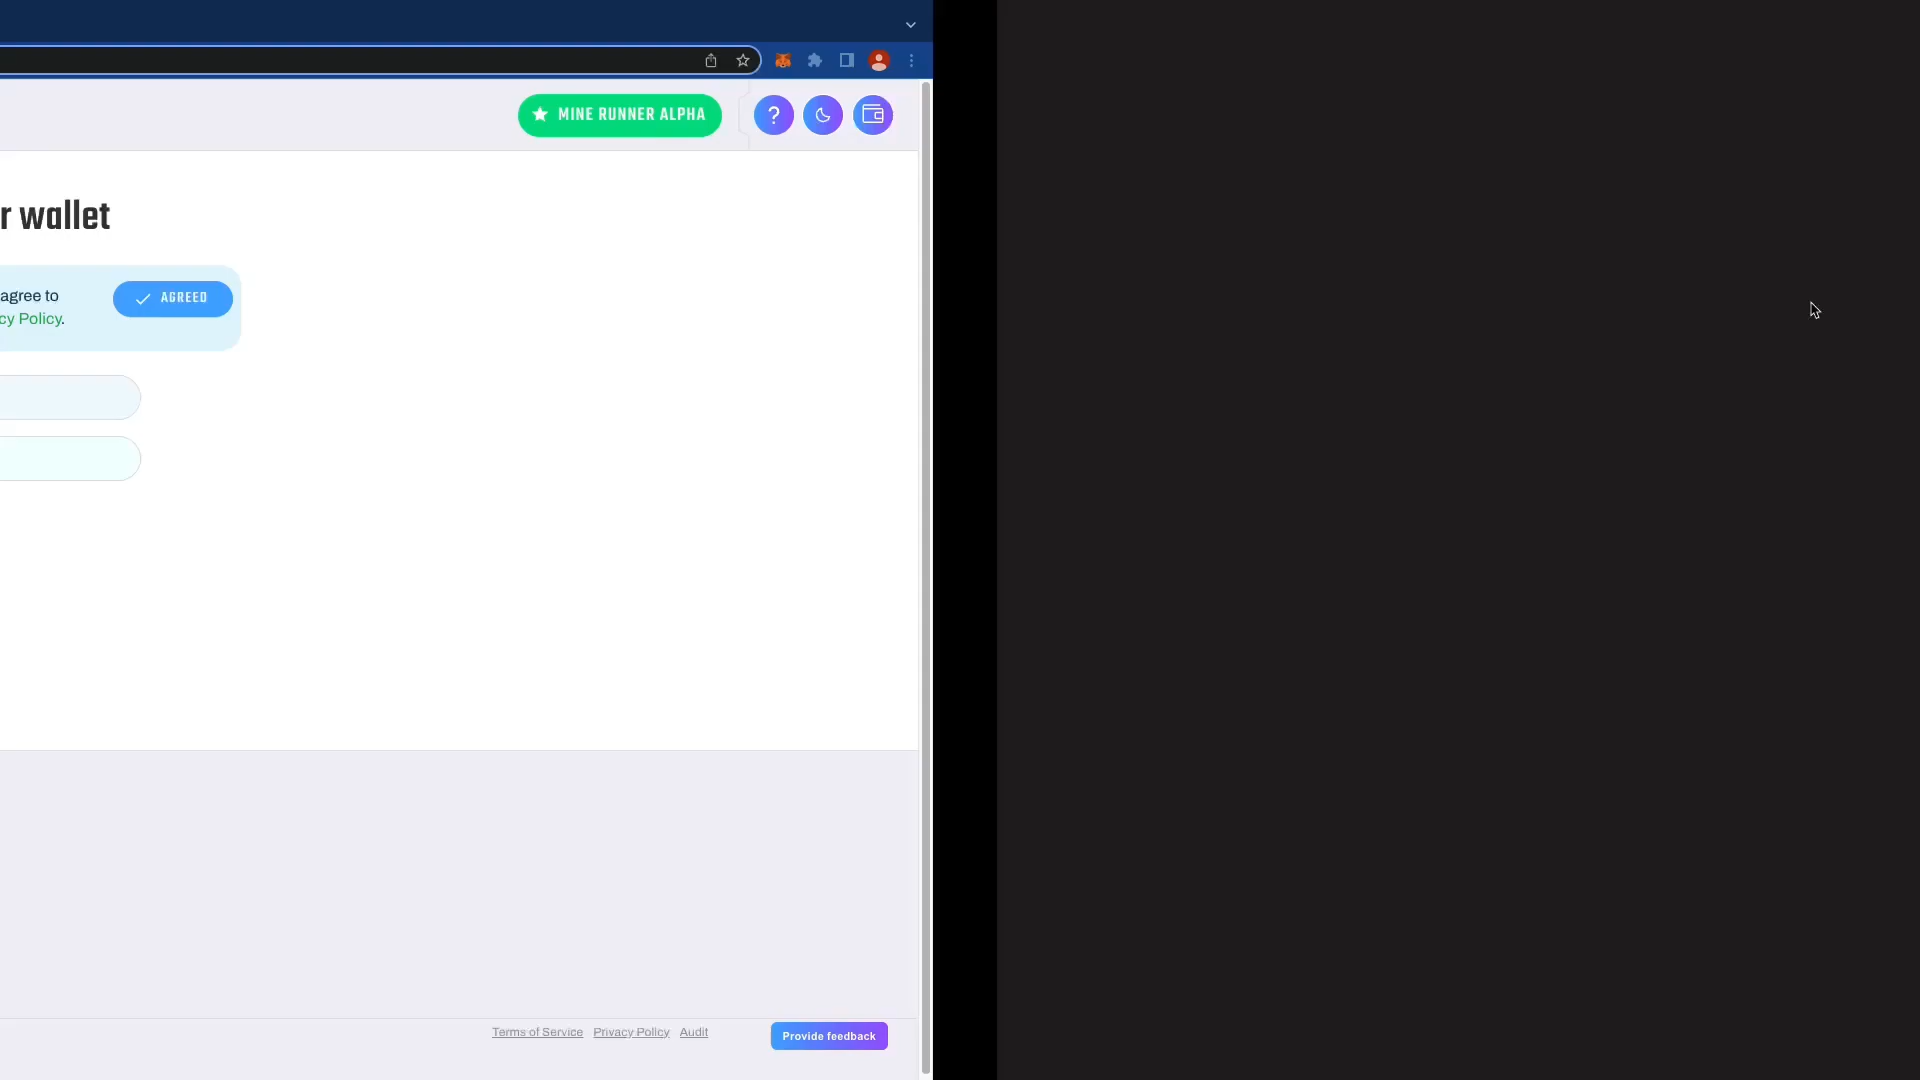 MINE RUNNER ALPHA
?
r wallet
agree to
cy Policy.
AGREED
Terms of Service Privacy Policy Audit
Provide feedback